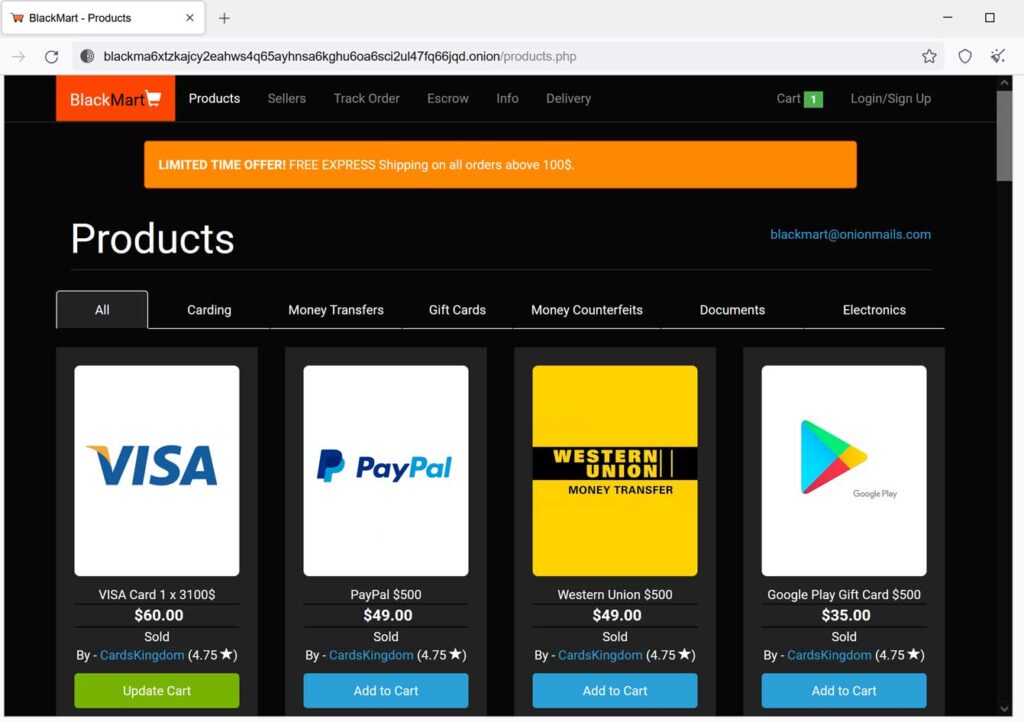 BlackMart - Products
blackma6xtzkajcy2eahws4q65ayhnsa6kghu6oa6sci2ul47fq66jqd.onion/products.php
BlackMart Products Sellers Track Order Escrow Info Delivery Cart 1 Login/Sign Up
LIMITED TIME OFFER! FREE EXPRESS Shipping on all orders above 100$.
Products
blackmart@onionmails.com
All Carding Money Transfers Gift Cards Money Counterfeits Documents Electronics
VISA
PayPal
WESTERN
UNION
MONEY TRANSFER
Google Play
VISA Card 1 x 3100$ PayPal $500 Western Union $500 Google Play Gift Card $500
$60.00 $49.00 $49.00 $35.00
Sold Sold Sold Sold
By - CardsKingdom (4.75★) By - CardsKingdom (4.75★) By - CardsKingdom (4.75★) By - CardsKingdom (4.75★)
Update Cart Add to Cart Add to Cart Add to Cart